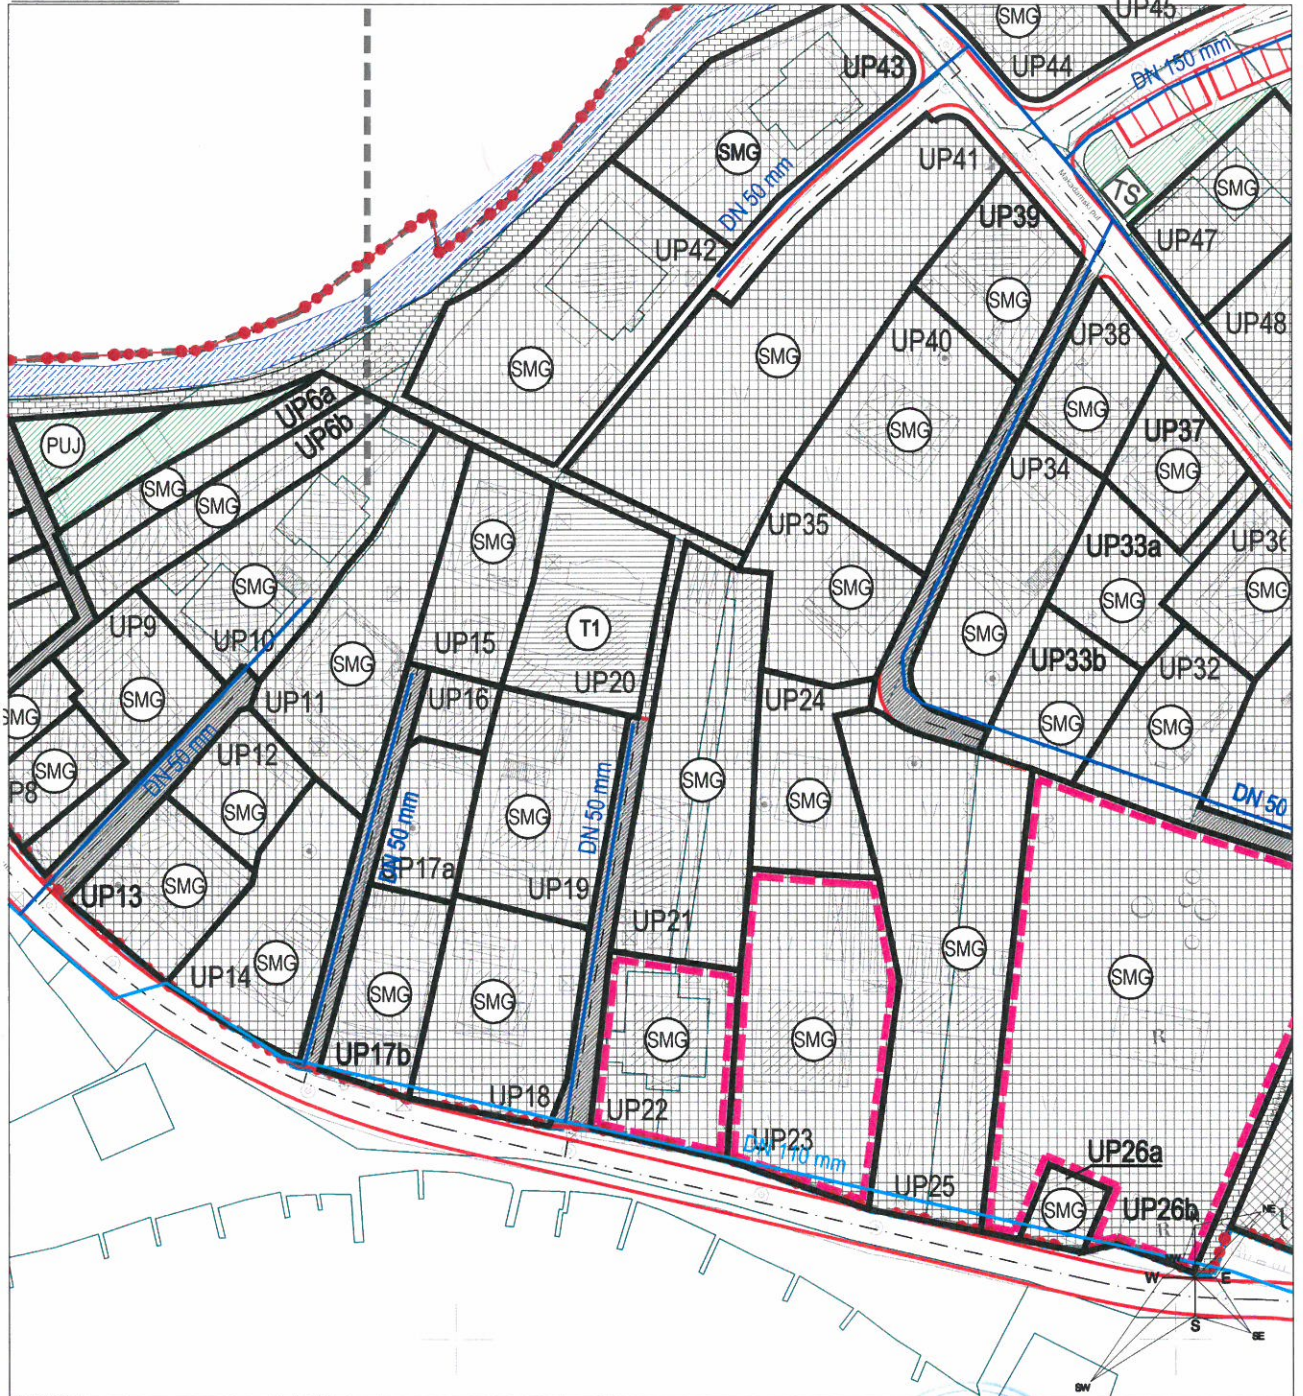 SMG
UP45
UP44
UP43
DN 150 mm
SMG
UP41
TS
SMG
DN 50 mm
UP39
Makadamski put
UP42
UP47
SMG
UP38
UP48
UP40
SMG
SMG
UP6a
SMG
UP37
UP6b
SMG
PUJ
SMG
UP34
SMG
SMG
UP35
SMG
UP33a
UP36
SMG
SMG
SMG
SMG
T1
UP9
UP10
UP15
SMG
UP33b
UP32
SMG
UP20
UP24
SMG
UP11
UP16
SMG
SMG
SMG
UP12
DN 50 mm
SMG
SMG
DN 50
SMG
SMG
SMG
DN 50 mm
DN 50 mm
UP17a
UP13
SMG
UP19
UP21
SMG
UP14
SMG
SMG
SMG
SMG
SMG
SMG
UP17b
UP18
UP22
UP23
DN 110 mm
UP26a
UP25
SMG
UP26b
R
R
NE
W
E
S
SE
SW